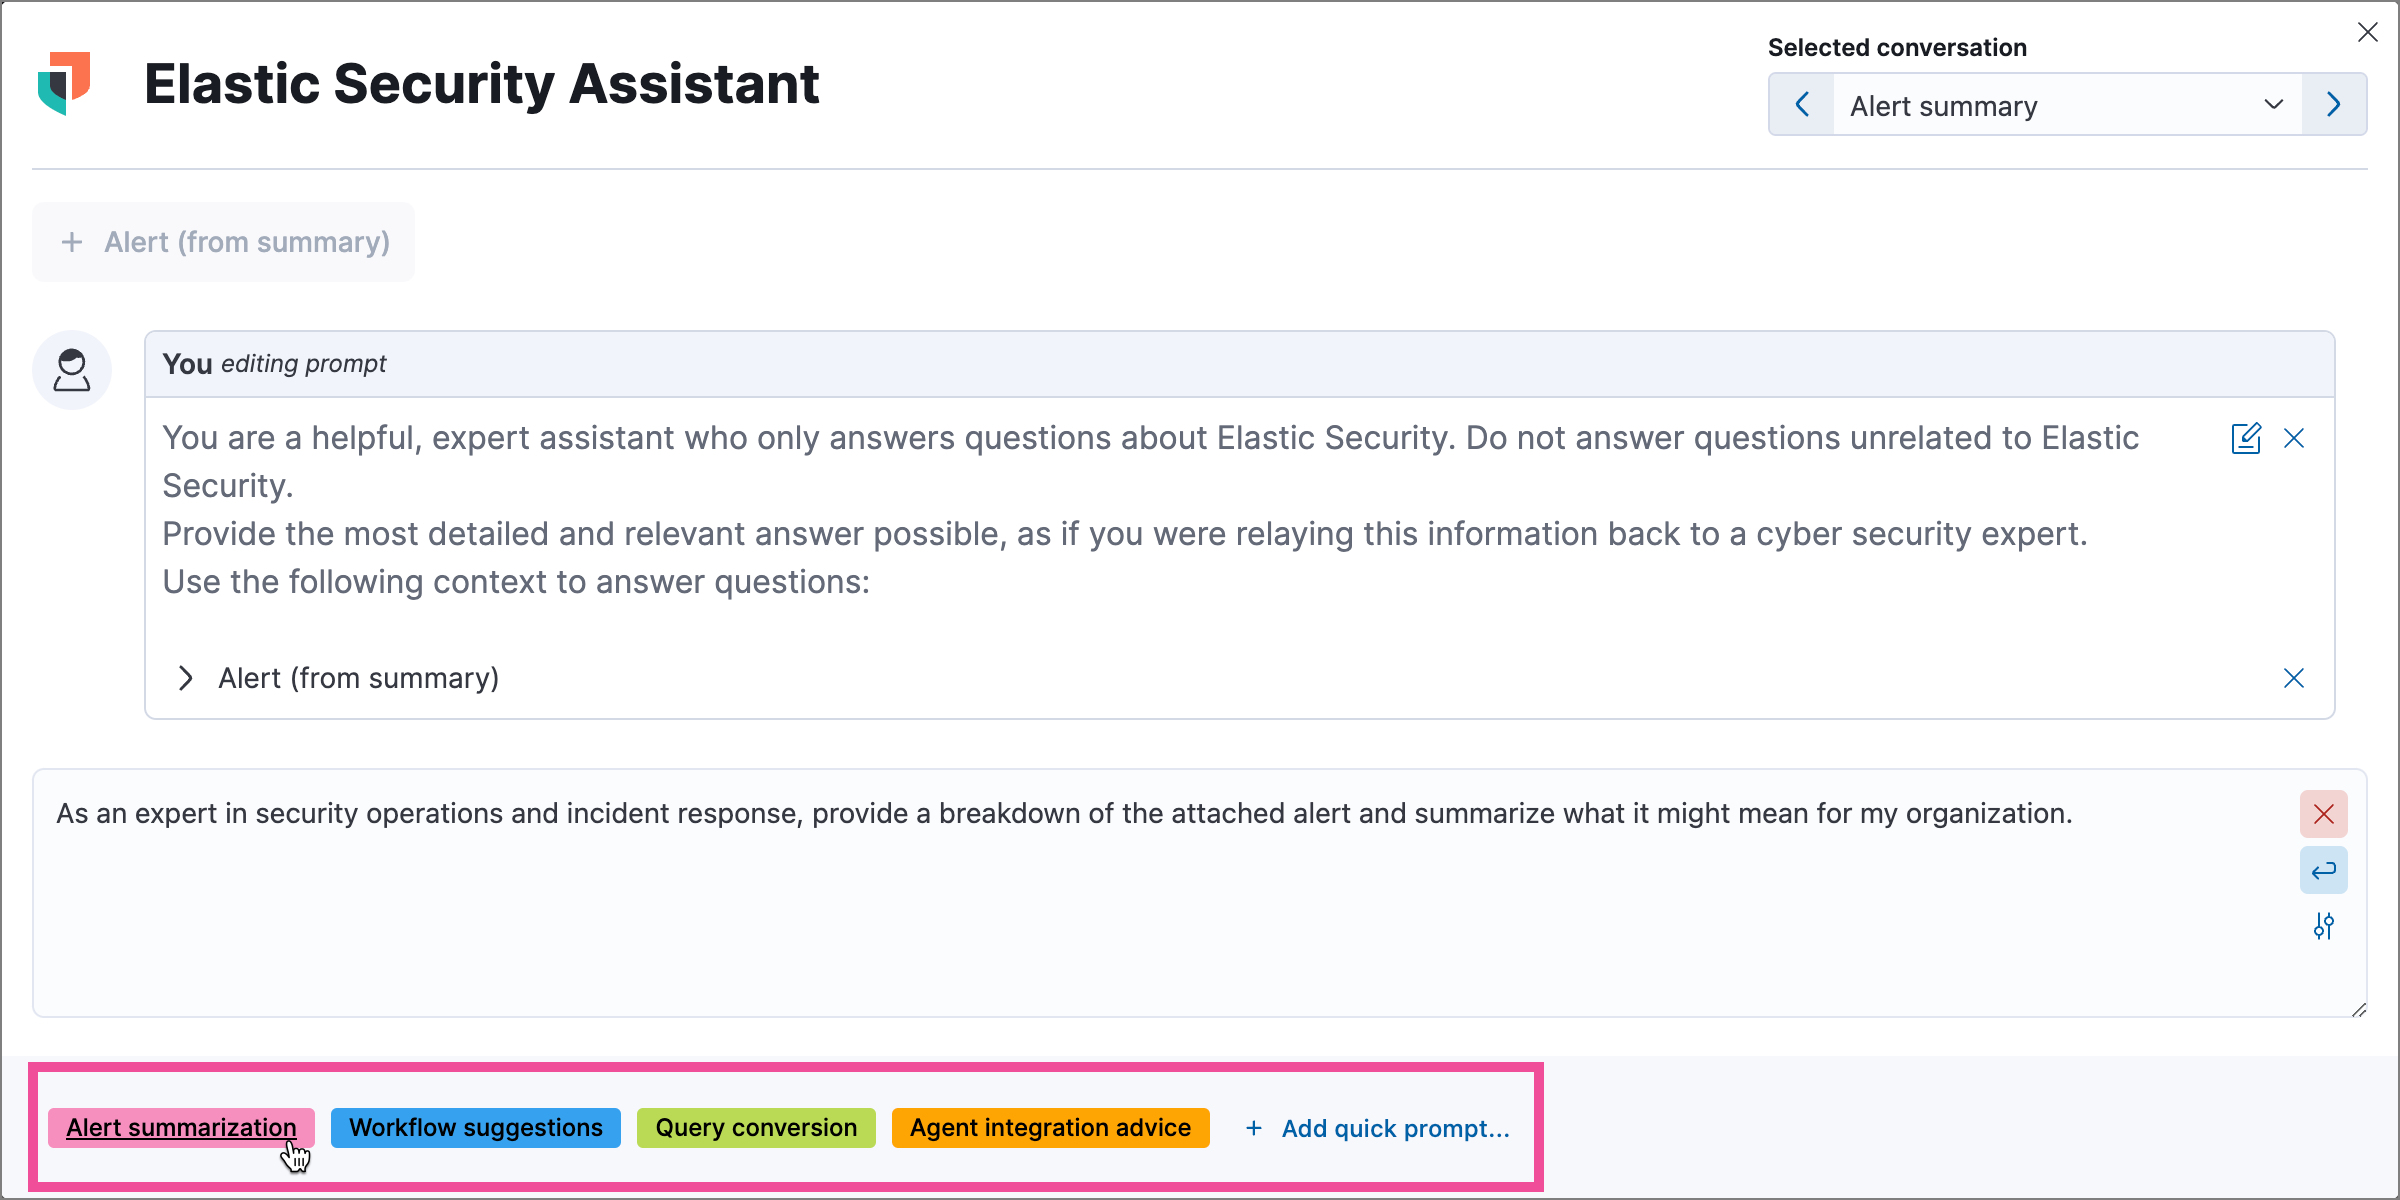 Elastic Security Assistant
Selected conversation
Alert summary
+ Alert (from summary)
You editing prompt
You are a helpful, expert assistant who only answers questions about Elastic Security. Do not answer questions unrelated to Elastic
Security.
Provide the most detailed and relevant answer possible, as if you were relaying this information back to a cyber security expert.
Use the following context to answer questions:
Alert (from summary)
As an expert in security operations and incident response, provide a breakdown of the attached alert and summarize what it might mean for my organization.
Alert summarization Workflow suggestions Query conversion Agent integration advice + Add quick prompt...